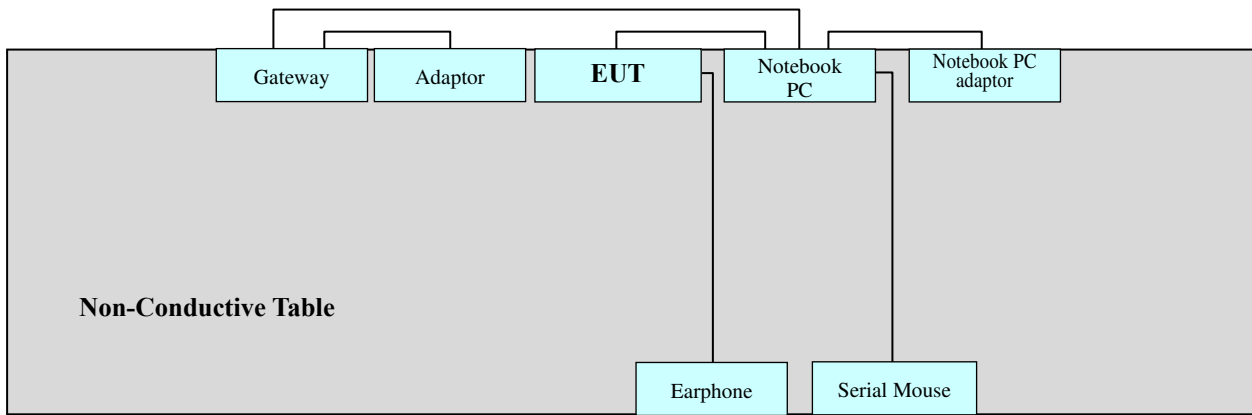 Gateway
Adaptor
EUT
Notebook
PC
Notebook PC
adaptor
Non-Conductive Table
Earphone
Serial Mouse